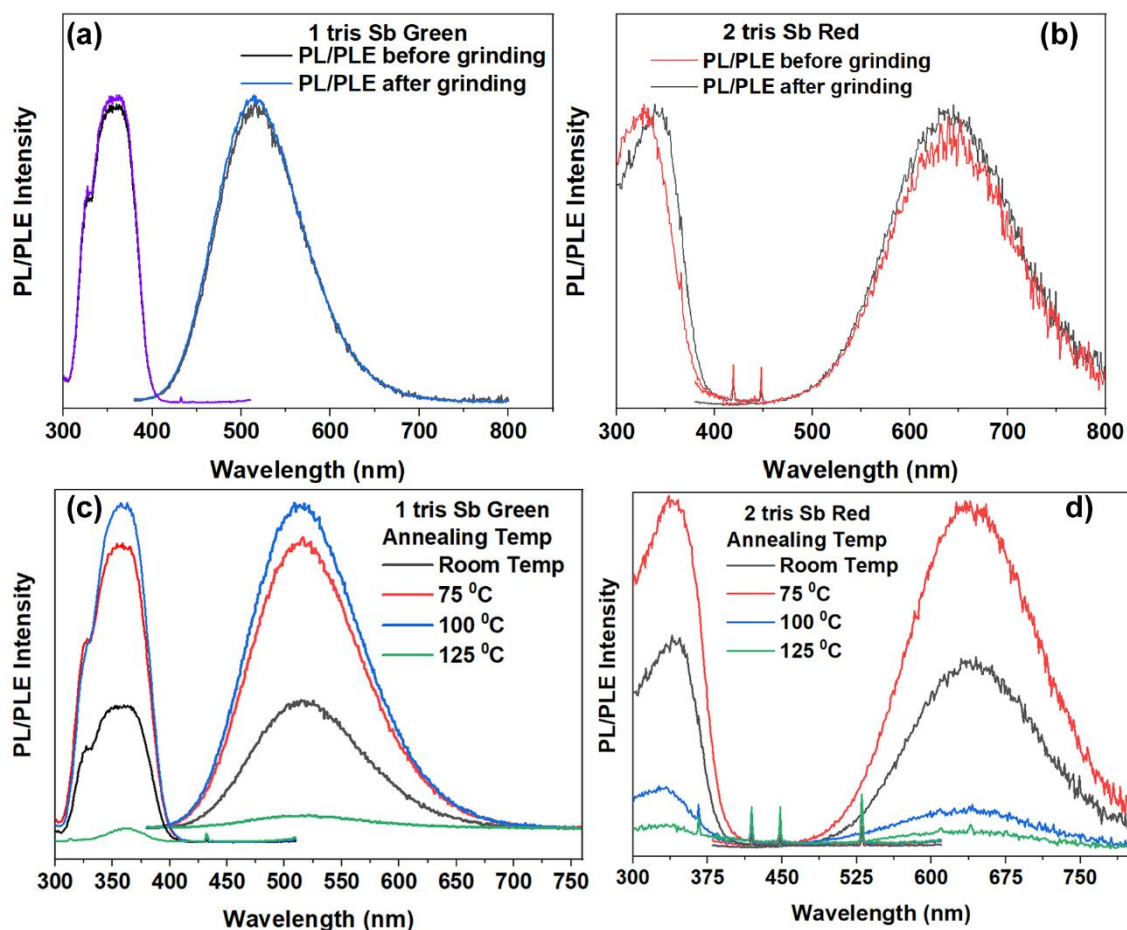 (a)
1 tris Sb Green
PL/PLE before grinding
PL/PLE after grinding
PL/PLE Intensity
300 400 500 600 700 800
Wavelength (nm)
(b)
2 tris Sb Red
PL/PLE before grinding
PL/PLE after grinding
PL/PLE Intensity
300 400 500 600 700 800
Wavelength (nm)
(c)
1 tris Sb Green
Annealing Temp
Room Temp
75 ⁰C
100 ⁰C
125 ⁰C
PL/PLE Intensity
300 350 400 450 500 550 600 650 700 750
Wavelength (nm)
d)
2 tris Sb Red
Annealing Temp
Room Temp
75 ⁰C
100 ⁰C
125 ⁰C
PL/PLE Intensity
300 375 450 525 600 675 750
Wavelength (nm)